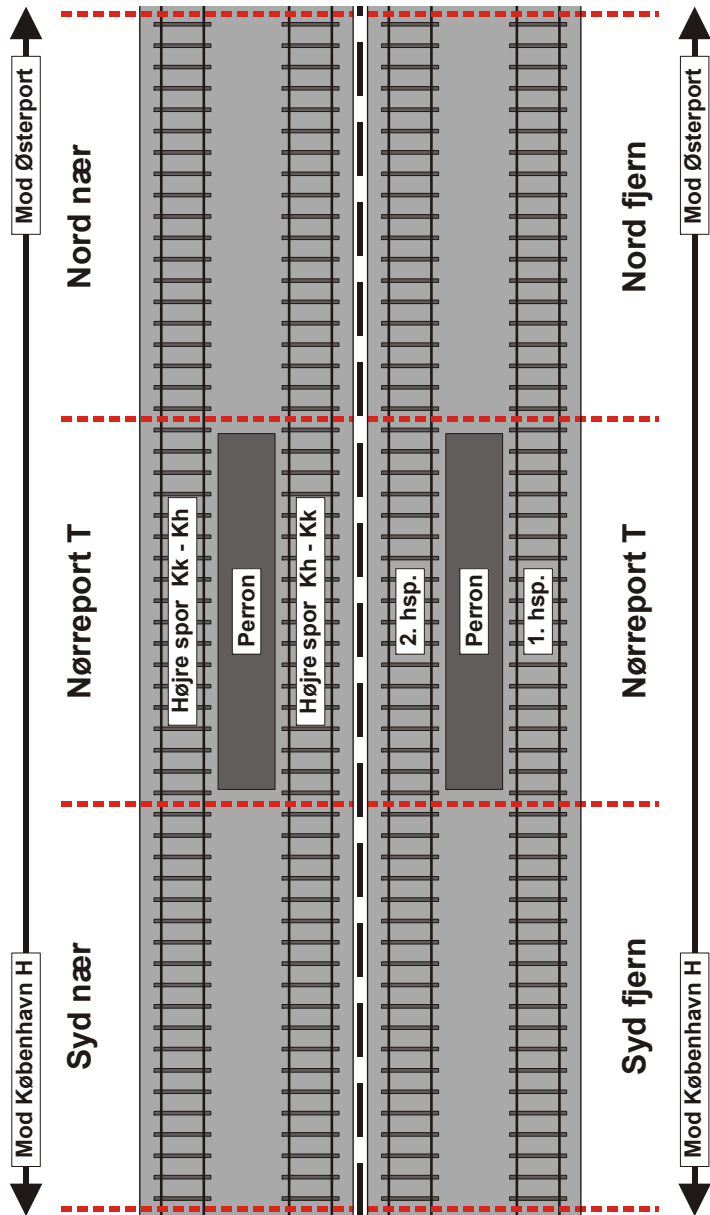 Mod København H
Mod Østerport
Syd nær
Nørreport T
Nord nær
Højre spor Kk - Kh
Perron
Højre spor Kh - Kk
2. hsp.
Perron
1. hsp.
Syd fjern
Nørreport T
Nord fjern
Mod København H
Mod Østerport